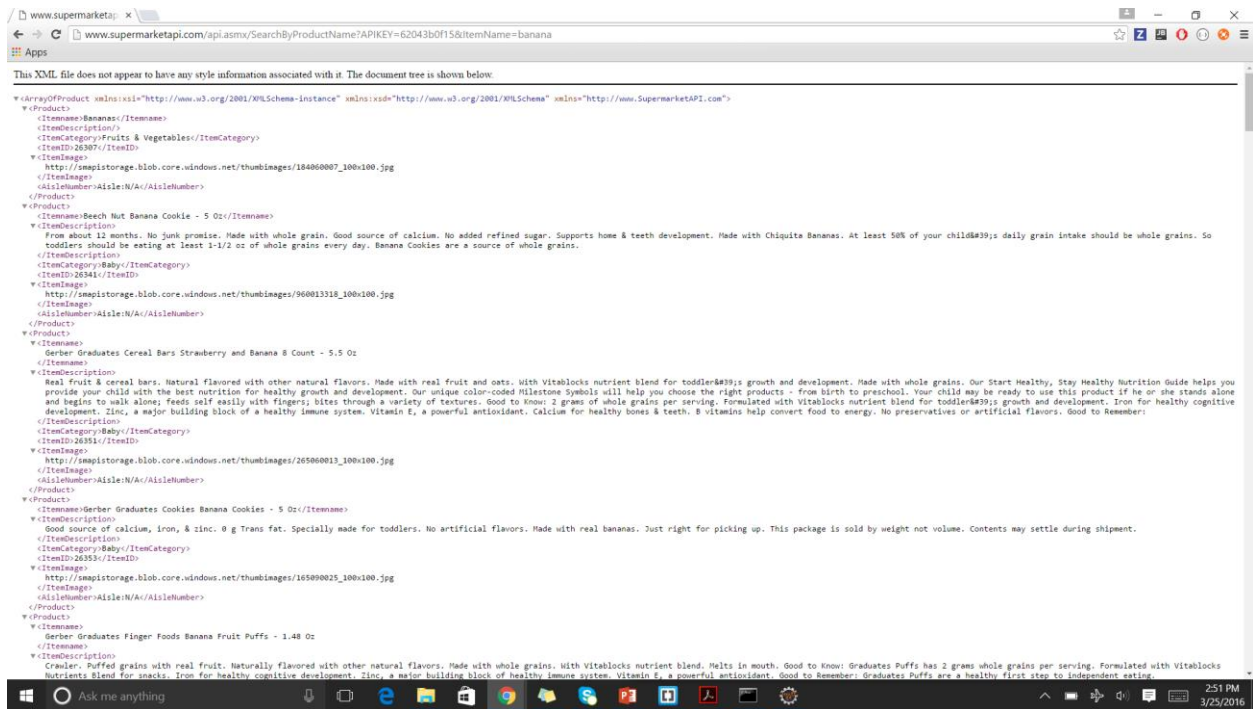 www.supermarketap
www.supermarketapi.com/api.asmx/SearchByProductName?APIKEY=62043b0f15&ItemName=banana
Apps
This XML file does not appear to have any style information associated with it. The document tree is shown below.
▼<ArrayOfProduct xmlns:xsi="http://www.w3.org/2001/XMLSchema-instance" xmlns:xsd="http://www.w3.org/2001/XMLSchema" xmlns="http://www.SupermarketAPI.com">
▼<Product>
<Itemname>Bananas</Itemname>
<ItemDescription/>
<ItemCategory>Fruits & Vegetables</ItemCategory>
<ItemID>26307</ItemID>
▼<ItemImage>
http://smapistorage.blob.core.windows.net/thumbimages/184060007_100x100.jpg
</ItemImage>
<AisleNumber>Aisle:N/A</AisleNumber>
</Product>
▼<Product>
<Itemname>Beech Nut Banana Cookie - 5 Oz</Itemname>
▼<ItemDescription>
From about 12 months. No junk promise. Made with whole grain. Good source of calcium. No added refined sugar. Supports home & teeth development. Made with Chiquita Bananas. At least 50% of your child&#39;s daily grain intake should be whole grains. So
toddlers should be eating at least 1-1/2 oz of whole grains every day. Banana Cookies are a source of whole grains.
</ItemDescription>
<ItemCategory>Baby</ItemCategory>
<ItemID>26341</ItemID>
▼<ItemImage>
http://smapistorage.blob.core.windows.net/thumbimages/960013318_100x100.jpg
</ItemImage>
<AisleNumber>Aisle:N/A</AisleNumber>
</Product>
▼<Product>
▼<Itemname>
Gerber Graduates Cereal Bars Strawberry and Banana 8 Count - 5.5 Oz
</Itemname>
▼<ItemDescription>
Real fruit & cereal bars. Natural flavored with other natural flavors. Made with real fruit and oats. With Vitablocks nutrient blend for toddler&#39;s growth and development. Made with whole grains. Our Start Healthy, Stay Healthy Nutrition Guide helps you
provide your child with the best nutrition for healthy growth and development. Our unique color-coded Milestone Symbols will help you choose the right products - from birth to preschool. Your child may be ready to use this product if he or she stands alone
and begins to walk alone; feeds self easily with fingers; bites through a variety of textures. Good to Know: 2 grams of whole grains per serving. Formulated with Vitablocks nutrient blend for toddler&#39;s growth and development. Iron for healthy cognitive
development. Zinc, a major building block of a healthy immune system. Vitamin E, a powerful antioxidant. Calcium for healthy bones & teeth. B vitamins help convert food to energy. No preservatives or artificial flavors. Good to Remember:
</ItemDescription>
<ItemCategory>Baby</ItemCategory>
<ItemID>26351</ItemID>
▼<ItemImage>
http://smapistorage.blob.core.windows.net/thumbimages/265060013_100x100.jpg
</ItemImage>
<AisleNumber>Aisle:N/A</AisleNumber>
</Product>
▼<Product>
<Itemname>Gerber Graduates Cookies Banana Cookies - 5 Oz</Itemname>
▼<ItemDescription>
Good source of calcium, iron, & zinc. 0 g Trans fat. Specially made for toddlers. No artificial flavors. Made with real bananas. Just right for picking up. This package is sold by weight not volume. Contents may settle during shipment.
</ItemDescription>
<ItemCategory>Baby</ItemCategory>
<ItemID>26353</ItemID>
▼<ItemImage>
http://smapistorage.blob.core.windows.net/thumbimages/165090025_100x100.jpg
</ItemImage>
<AisleNumber>Aisle:N/A</AisleNumber>
</Product>
▼<Product>
▼<Itemname>
Gerber Graduates Finger Foods Banana Fruit Puffs - 1.48 Oz
</Itemname>
▼<ItemDescription>
Crawler. Puffed grains with real fruit. Naturally flavored with other natural flavors. Made with whole grains. With Vitablocks nutrient blend. Melts in mouth. Good to Know: Graduates Puffs has 2 grams whole grains per serving. Formulated with Vitablocks
Nutrients Blend for snacks. Iron for healthy cognitive development. Zinc, a major building block of healthy immune system. Vitamin E, a powerful antioxidant. Good to Remember: Graduates Puffs are a healthy first step to independent eating.
Ask me anything
2:51 PM
3/25/2016